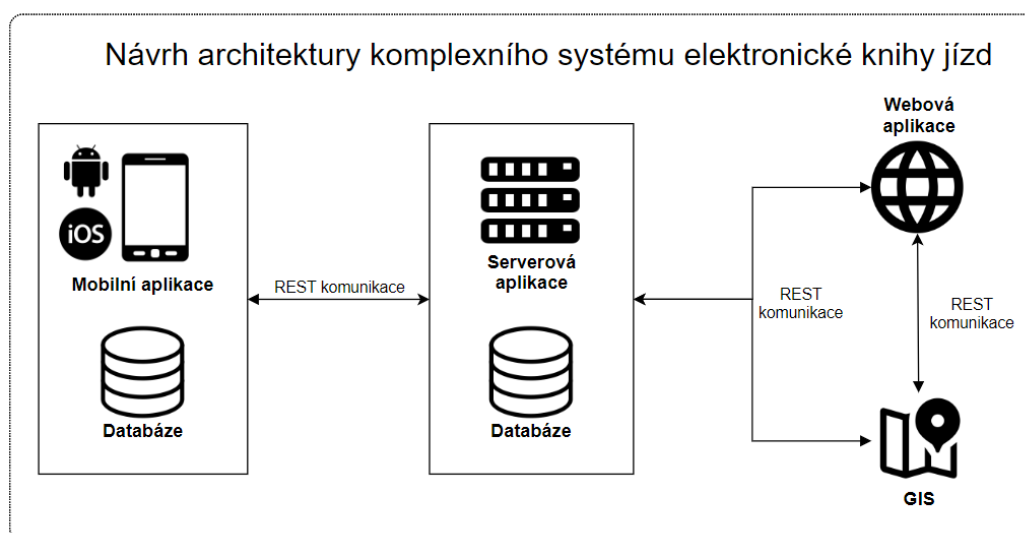 Návrh architektury komplexního systému elektronické knihy jízd
iOS
Mobilní aplikace
Databáze
REST komunikace
Serverová
aplikace
Databáze
REST
komunikace
Webová
aplikace
REST
komunikace
GIS